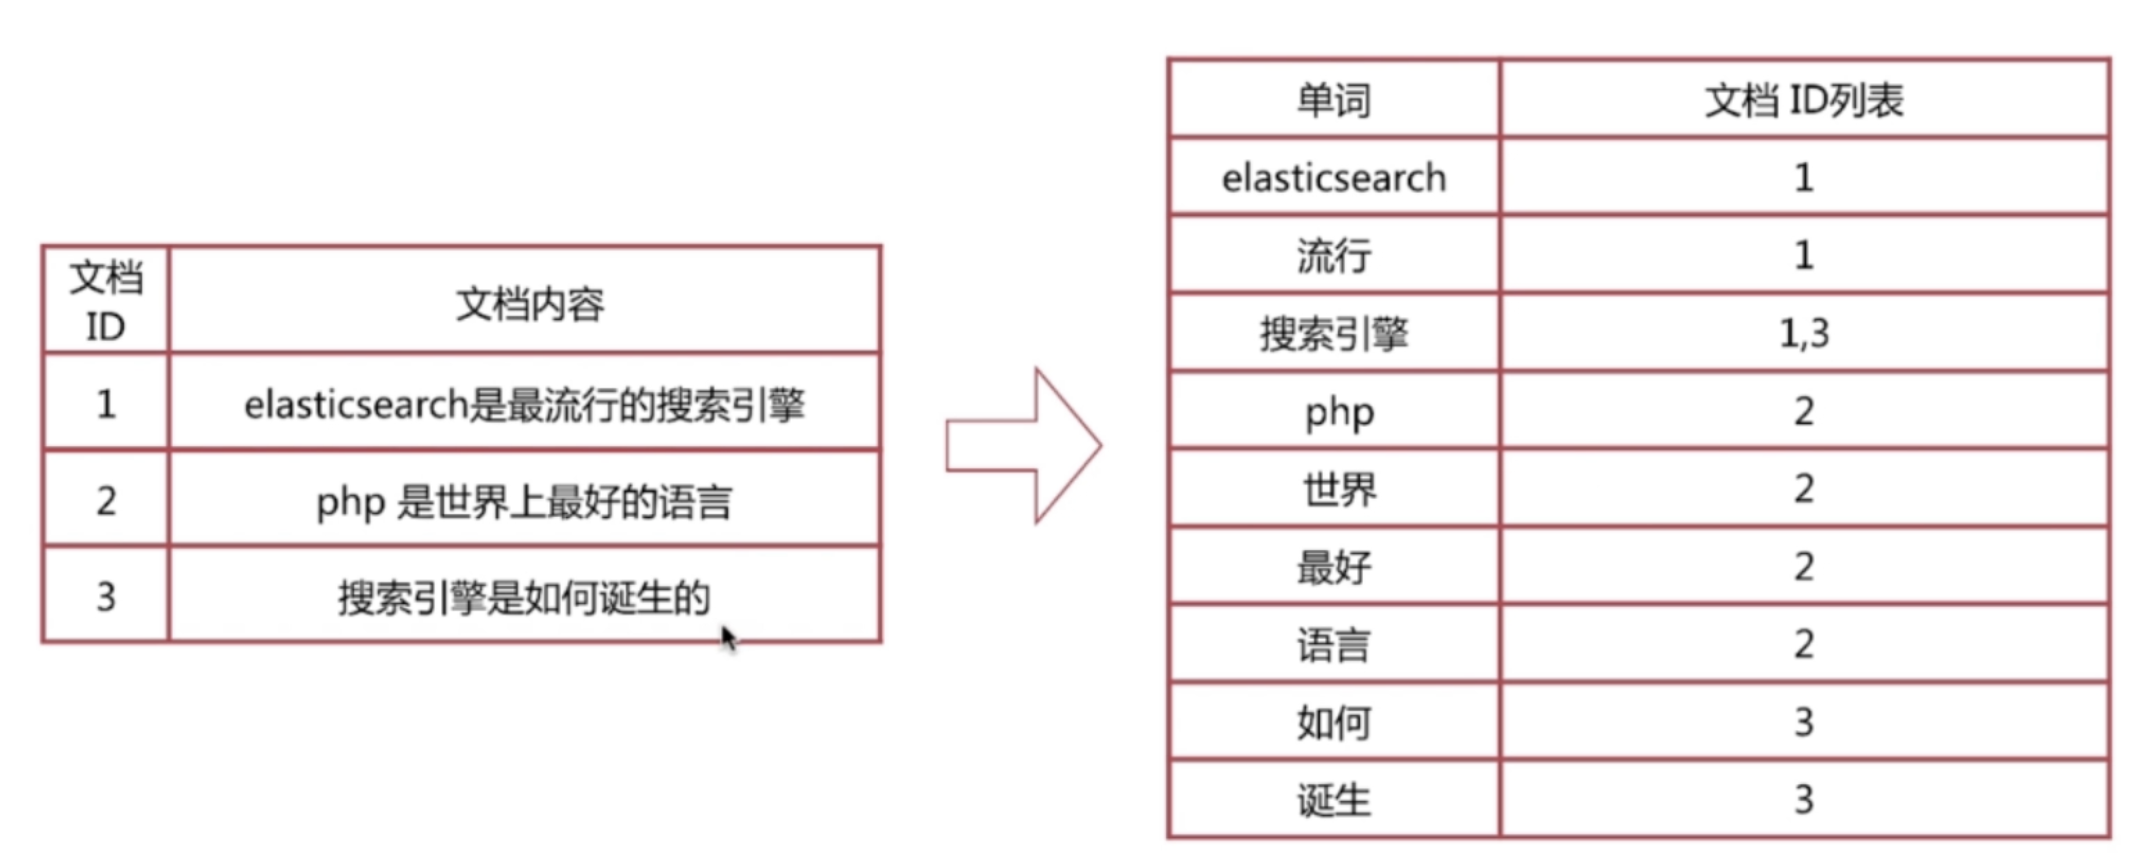 文档 ID 文档内容
1 elasticsearch是最流行的搜索引擎
2 php 是世界上最好的语言
3 搜索引擎是如何诞生的
单词 文档 ID列表
elasticsearch 1
流行 1
搜索引擎 1,3
php 2
世界 2
最好 2
语言 2
如何 3
诞生 3